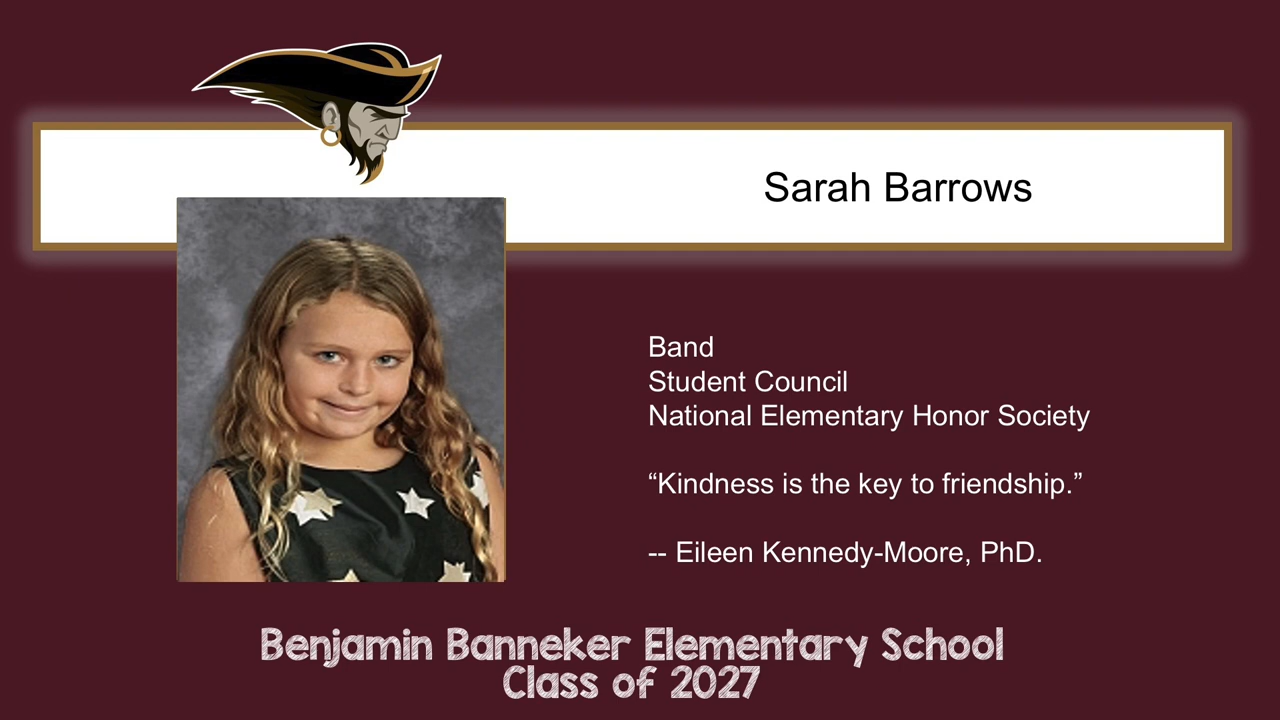 Sarah Barrows
Band
Student Council
National Elementary Honor Society
“Kindness is the key to friendship.”
-- Eileen Kennedy-Moore, PhD.
Benjamin Banneker Elementary School
Class of 2027